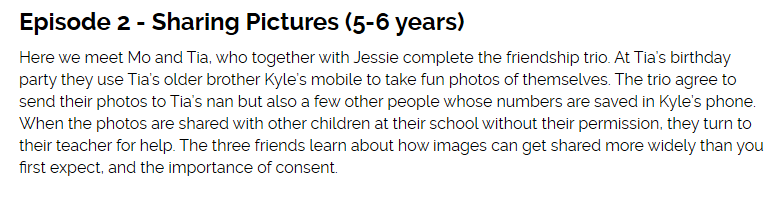 Episode 2 - Sharing Pictures (5-6 years)
Here we meet Mo and Tia, who together with Jessie complete the friendship trio. At Tia's birthday
party they use Tia's older brother Kyle's mobile to take fun photos of themselves. The trio agree to
send their photos to Tia's nan but also a few other people whose numbers are saved in Kyle's phone.
When the photos are shared with other children at their school without their permission, they turn to
their teacher for help. The three friends learn about how images can get shared more widely than you
first expect, and the importance of consent.